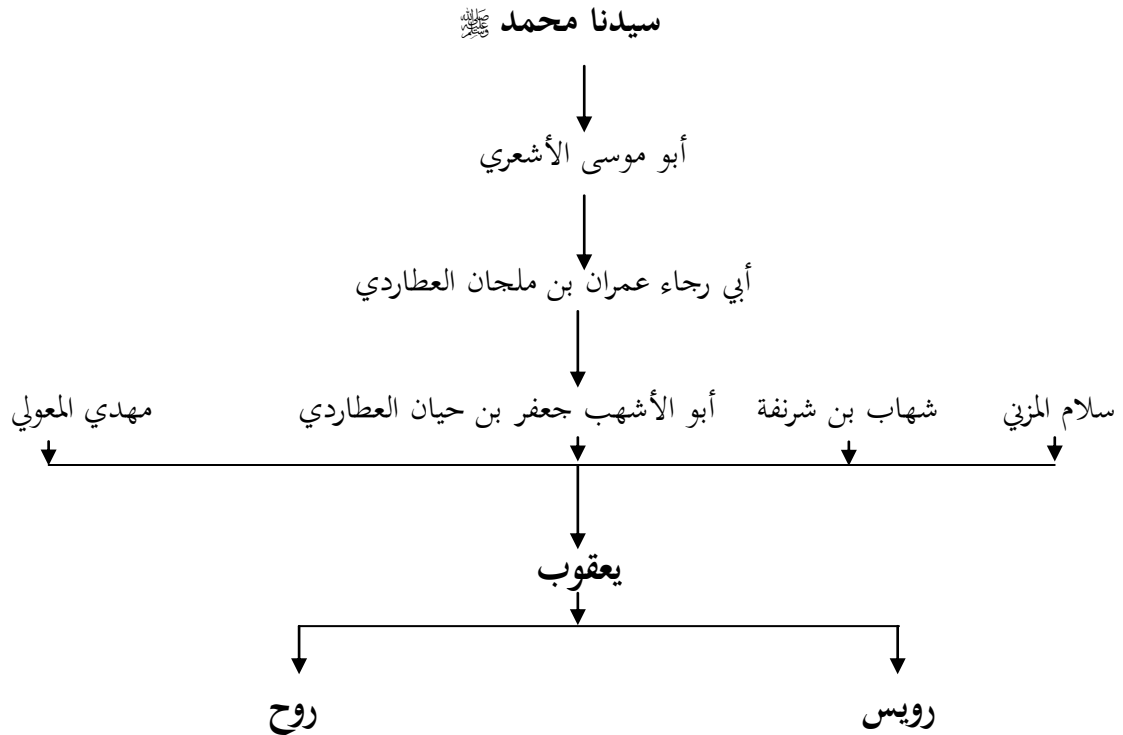 سيدنا محمد ﷺ
أبو موسى الأشعري
أبي رجاء عمران بن ملجان العطاردي
سلام المزني شهاب بن شرنفة أبو الأشهب جعفر بن حيان العطاردي مهدي المعولي
يعقوب
رويس روح